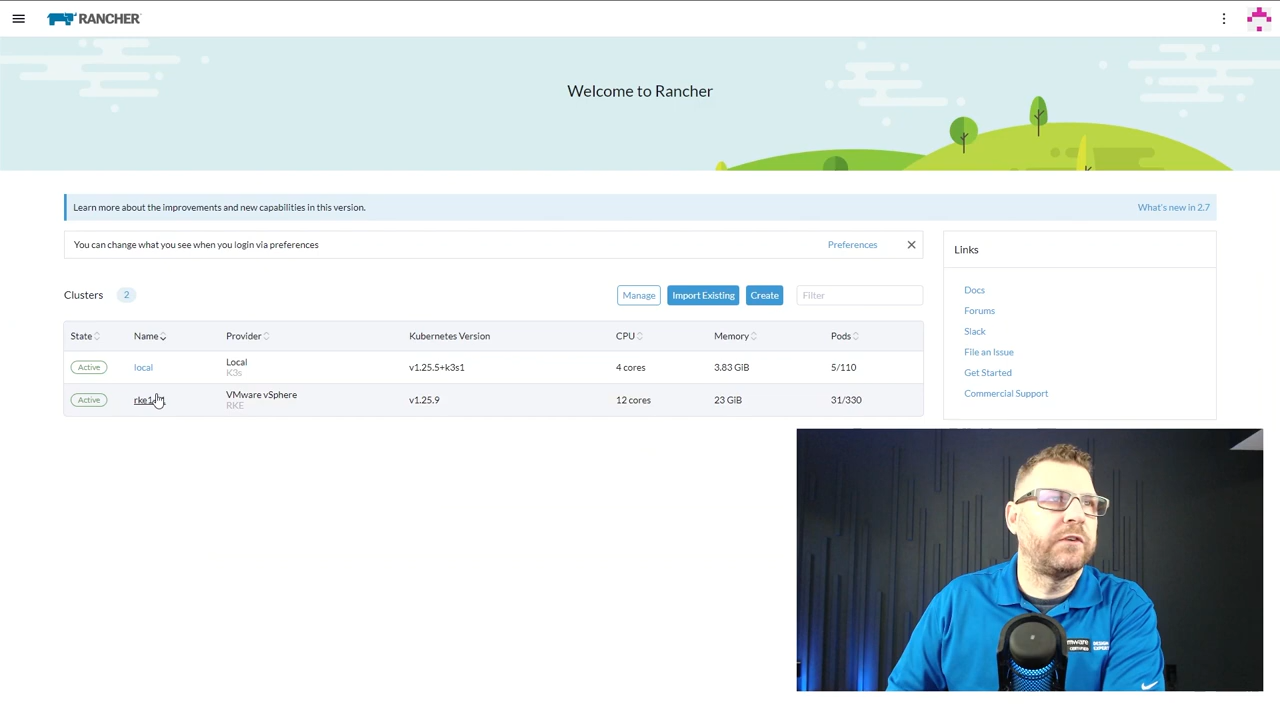 RANCHER
Welcome to Rancher
Learn more about the improvements and new capabilities in this version.
What's new in 2.7
You can change what you see when you login via preferences
Preferences
Links
Clusters
2
Manage
Import Existing
Create
Filter
Docs
Forums
Slack
File an Issue
Get Started
Commercial Support
State
Name
Provider
Kubernetes Version
CPU
Memory
Pods
Active
local
Local
K3s
v1.25.5+k3s1
4 cores
3.83 GiB
5/110
Active
VMware vSphere
RKE
v1.25.9
12 cores
23 GiB
31/330
vmware
CERTIFIED
DESIGN
EXPERT